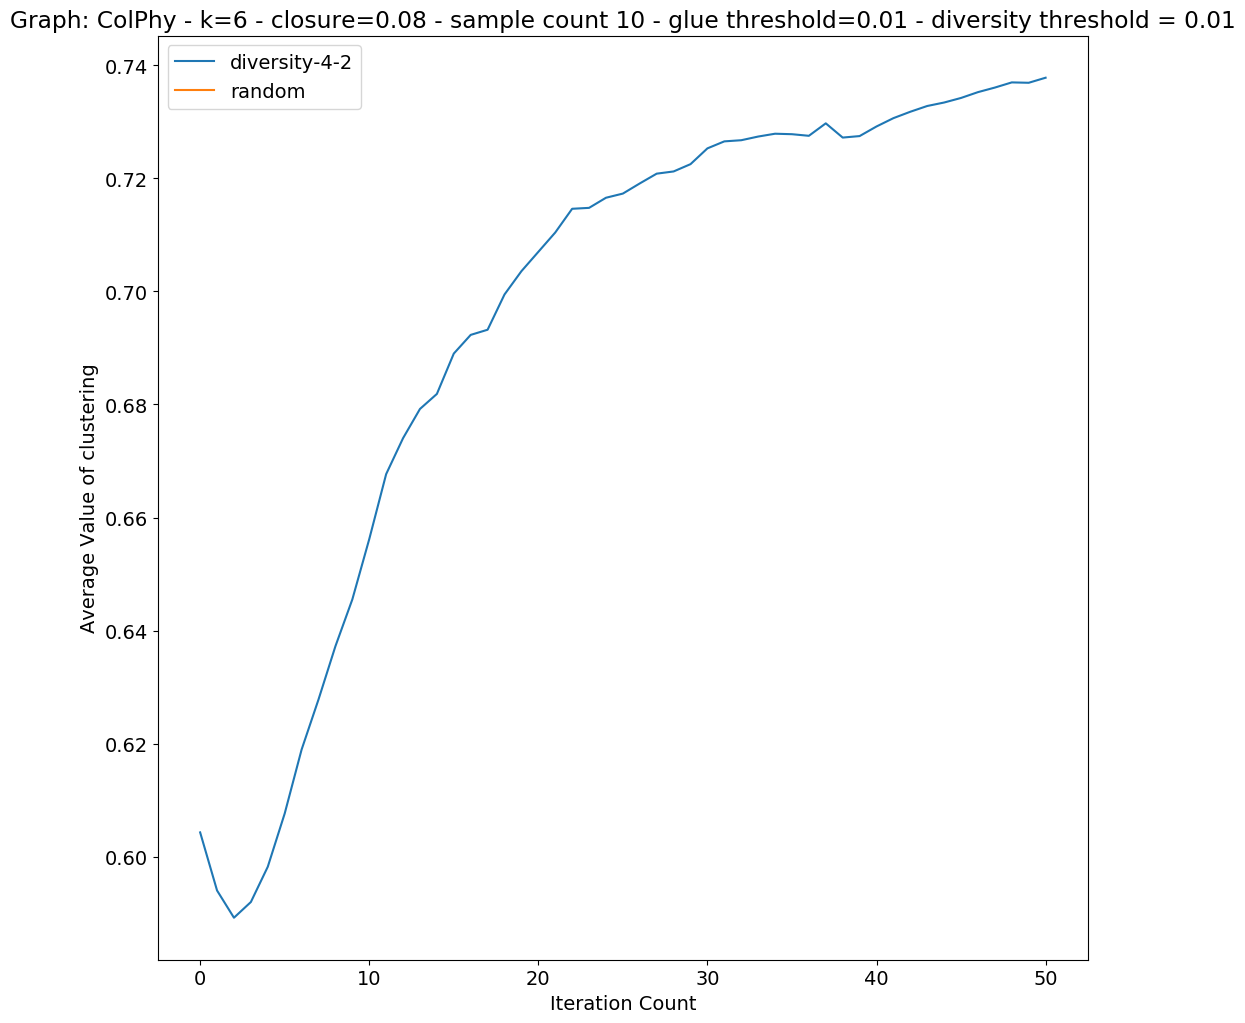 Graph: ColPhy - k=6 - closure=0.08 - sample count 10 - glue threshold=0.01 - diversity threshold = 0.01
diversity-4-2
random
0.74
0.72
0.70
0.68
0.66
0.64
0.62
0.60
Average Value of clustering
0 10 20 30 40 50
Iteration Count